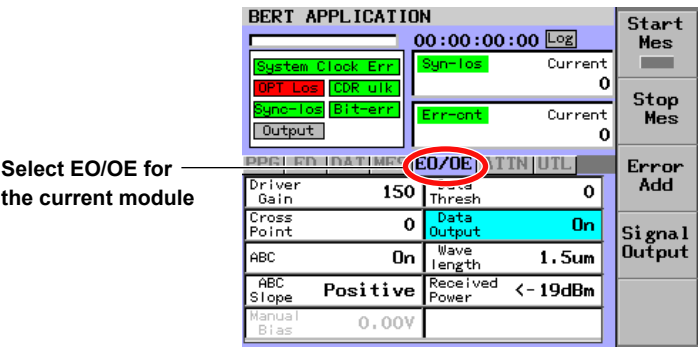 BERT APPLICATION
00:00:00:00 Log
System Clock Err
OPT Los CDR ulk
Sync-los Bit-err
Output
Syn-los Current
0
Err-cnt Current
0
Start
Mes
Stop
Mes
Error
Add
Signal
Output
Select EO/OE for
the current module
PPG ED DAT MES EO/OE ATTN UTL
Driver
Gain 150
Data
Thresh 0
Cross
Point 0
Data
Output On
ABC On
Wave
length 1.5um
ABC
Slope Positive
Received
Power <-19dBm
Manual
Bias 0.00V